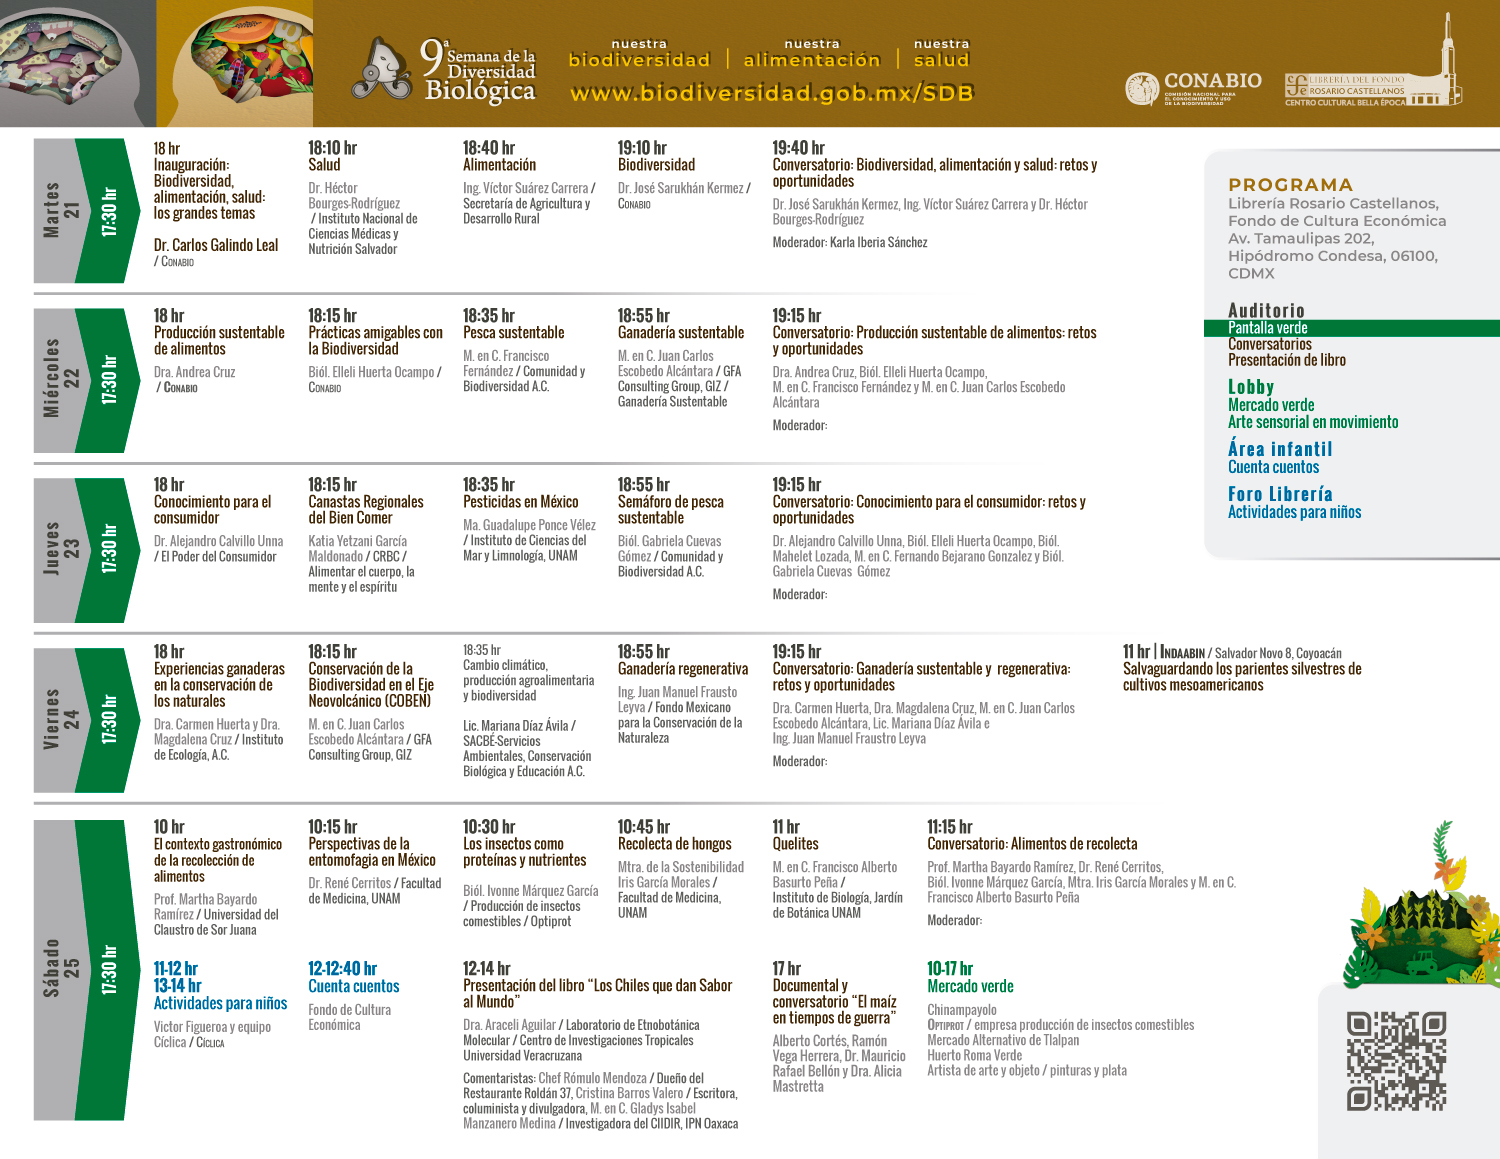 9ª Semana de la
Diversidad
Biológica
nuestra
biodiversidad
nuestra
alimentación
nuestra
salud
www.biodiversidad.gob.mx/SDB
CONABIO
COMISIÓN NACIONAL PARA
EL CONOCIMIENTO Y USO
DE LA BIODIVERSIDAD
cfe
LIBRERÍA DEL FONDO
ROSARIO CASTELLANOS
CENTRO CULTURAL BELLA ÉPOCA
Martes
21
17:30 hr
18 hr
Inauguración:
Biodiversidad,
alimentación, salud:
los grandes temas
Dr. Carlos Galindo Leal
/ CONABIO
18:10 hr
Salud
Dr. Héctor
Bourges-Rodríguez
/ Instituto Nacional de
Ciencias Médicas y
Nutrición Salvador
18:40 hr
Alimentación
Ing. Víctor Suárez Carrera /
Secretaría de Agricultura y
Desarrollo Rural
19:10 hr
Biodiversidad
Dr. José Sarukhán Kermez /
CONABIO
19:40 hr
Conversatorio: Biodiversidad, alimentación y salud: retos y
oportunidades
Dr. José Sarukhán Kermez, Ing. Víctor Suárez Carrera y Dr. Héctor
Bourges-Rodríguez
Moderador: Karla Iberia Sánchez
PROGRAMA
Librería Rosario Castellanos,
Fondo de Cultura Económica
Av. Tamaulipas 202,
Hipódromo Condesa, 06100,
CDMX
Auditorio
Pantalla verde
Conversatorios
Presentación de libro
Lobby
Mercado verde
Arte sensorial en movimiento
Área infantil
Cuenta cuentos
Foro Librería
Actividades para niños
Miércoles
22
17:30 hr
18 hr
Producción sustentable
de alimentos
Dra. Andrea Cruz
/ CONABIO
18:15 hr
Prácticas amigables con
la Biodiversidad
Biól. Elleli Huerta Ocampo /
CONABIO
18:35 hr
Pesca sustentable
M. en C. Francisco
Fernández / Comunidad y
Biodiversidad A.C.
18:55 hr
Ganadería sustentable
M. en C. Juan Carlos
Escobedo Alcántara / GFA
Consulting Group, GIZ /
Ganadería Sustentable
19:15 hr
Conversatorio: Producción sustentable de alimentos: retos
y oportunidades
Dra. Andrea Cruz, Biól. Elleli Huerta Ocampo,
M. en C. Francisco Fernández y M. en C. Juan Carlos Escobedo
Alcántara
Moderador:
Jueves
23
17:30 hr
18 hr
Conocimiento para el
consumidor
Dr. Alejandro Calvillo Unna
/ El Poder del Consumidor
18:15 hr
Canastas Regionales
del Bien Comer
Katia Yetzani García
Maldonado / CRBC /
Alimentar el cuerpo, la
mente y el espíritu
18:35 hr
Pesticidas en México
Ma. Guadalupe Ponce Vélez
/ Instituto de Ciencias del
Mar y Limnología, UNAM
18:55 hr
Semáforo de pesca
sustentable
Biól. Gabriela Cuevas
Gómez / Comunidad y
Biodiversidad A.C.
19:15 hr
Conversatorio: Conocimiento para el consumidor: retos y
oportunidades
Dr. Alejandro Calvillo Unna, Biól. Elleli Huerta Ocampo, Biól.
Mahelet Lozada, M. en C. Fernando Bejarano Gonzalez y Biól.
Gabriela Cuevas Gómez
Moderador:
Viernes
24
17:30 hr
18 hr
Experiencias ganaderas
en la conservación de
los naturales
Dra. Carmen Huerta y Dra.
Magdalena Cruz / Instituto
de Ecología, A.C.
18:15 hr
Conservación de la
Biodiversidad en el Eje
Neovolcánico (COBEN)
M. en C. Juan Carlos
Escobedo Alcántara / GFA
Consulting Group, GIZ
18:35 hr
Cambio climático,
producción agroalimentaria
y biodiversidad
Lic. Mariana Díaz Ávila /
SACBÉ-Servicios
Ambientales, Conservación
Biológica y Educación A.C.
18:55 hr
Ganadería regenerativa
Ing. Juan Manuel Frausto
Leyva / Fondo Mexicano
para la Conservación de la
Naturaleza
19:15 hr
Conversatorio: Ganadería sustentable y regenerativa:
retos y oportunidades
Dra. Carmen Huerta, Dra. Magdalena Cruz, M. en C. Juan Carlos
Escobedo Alcántara, Lic. Mariana Díaz Ávila e
Ing. Juan Manuel Fraustro Leyva
Moderador:
11 hr | INDAABIN / Salvador Novo 8, Coyoacán
Salvaguardando los parientes silvestres de
cultivos mesoamericanos
Sábado
25
17:30 hr
10 hr
El contexto gastronómico
de la recolección de
alimentos
Prof. Martha Bayardo
Ramírez / Universidad del
Claustro de Sor Juana
10:15 hr
Perspectivas de la
entomofagia en México
Dr. René Cerritos / Facultad
de Medicina, UNAM
10:30 hr
Los insectos como
proteínas y nutrientes
Biól. Ivonne Márquez García
/ Producción de insectos
comestibles / Optiprot
10:45 hr
Recolecta de hongos
Mtra. de la Sostenibilidad
Iris García Morales /
Facultad de Medicina,
UNAM
11 hr
Quelites
M. en C. Francisco Alberto
Basurto Peña /
Instituto de Biología, Jardín
de Botánica UNAM
11:15 hr
Conversatorio: Alimentos de recolecta
Prof. Martha Bayardo Ramírez, Dr. René Cerritos,
Biól. Ivonne Márquez García, Mtra. Iris García Morales y M. en C.
Francisco Alberto Basurto Peña
Moderador:
11-12 hr
13-14 hr
Actividades para niños
Victor Figueroa y equipo
Cíclica / CÍCLICA
12-12:40 hr
Cuenta cuentos
Fondo de Cultura
Económica
12-14 hr
Presentación del libro “Los Chiles que dan Sabor
al Mundo”
Dra. Araceli Aguilar / Laboratorio de Etnobotánica
Molecular / Centro de Investigaciones Tropicales
Universidad Veracruzana
Comentaristas: Chef Rómulo Mendoza / Dueño del
Restaurante Roldán 37, Cristina Barros Valero / Escritora,
columinista y divulgadora, M. en C. Gladys Isabel
Manzanero Medina / Investigadora del CIIDIR, IPN Oaxaca
17 hr
Documental y
conversatorio “El maíz
en tiempos de guerra”
Alberto Cortés, Ramón
Vega Herrera, Dr. Mauricio
Rafael Bellón y Dra. Alicia
Mastretta
10-17 hr
Mercado verde
Chinampayolo
OPTIPROT / empresa producción de insectos comestibles
Mercado Alternativo de Tlalpan
Huerto Roma Verde
Artista de arte y objeto / pinturas y plata